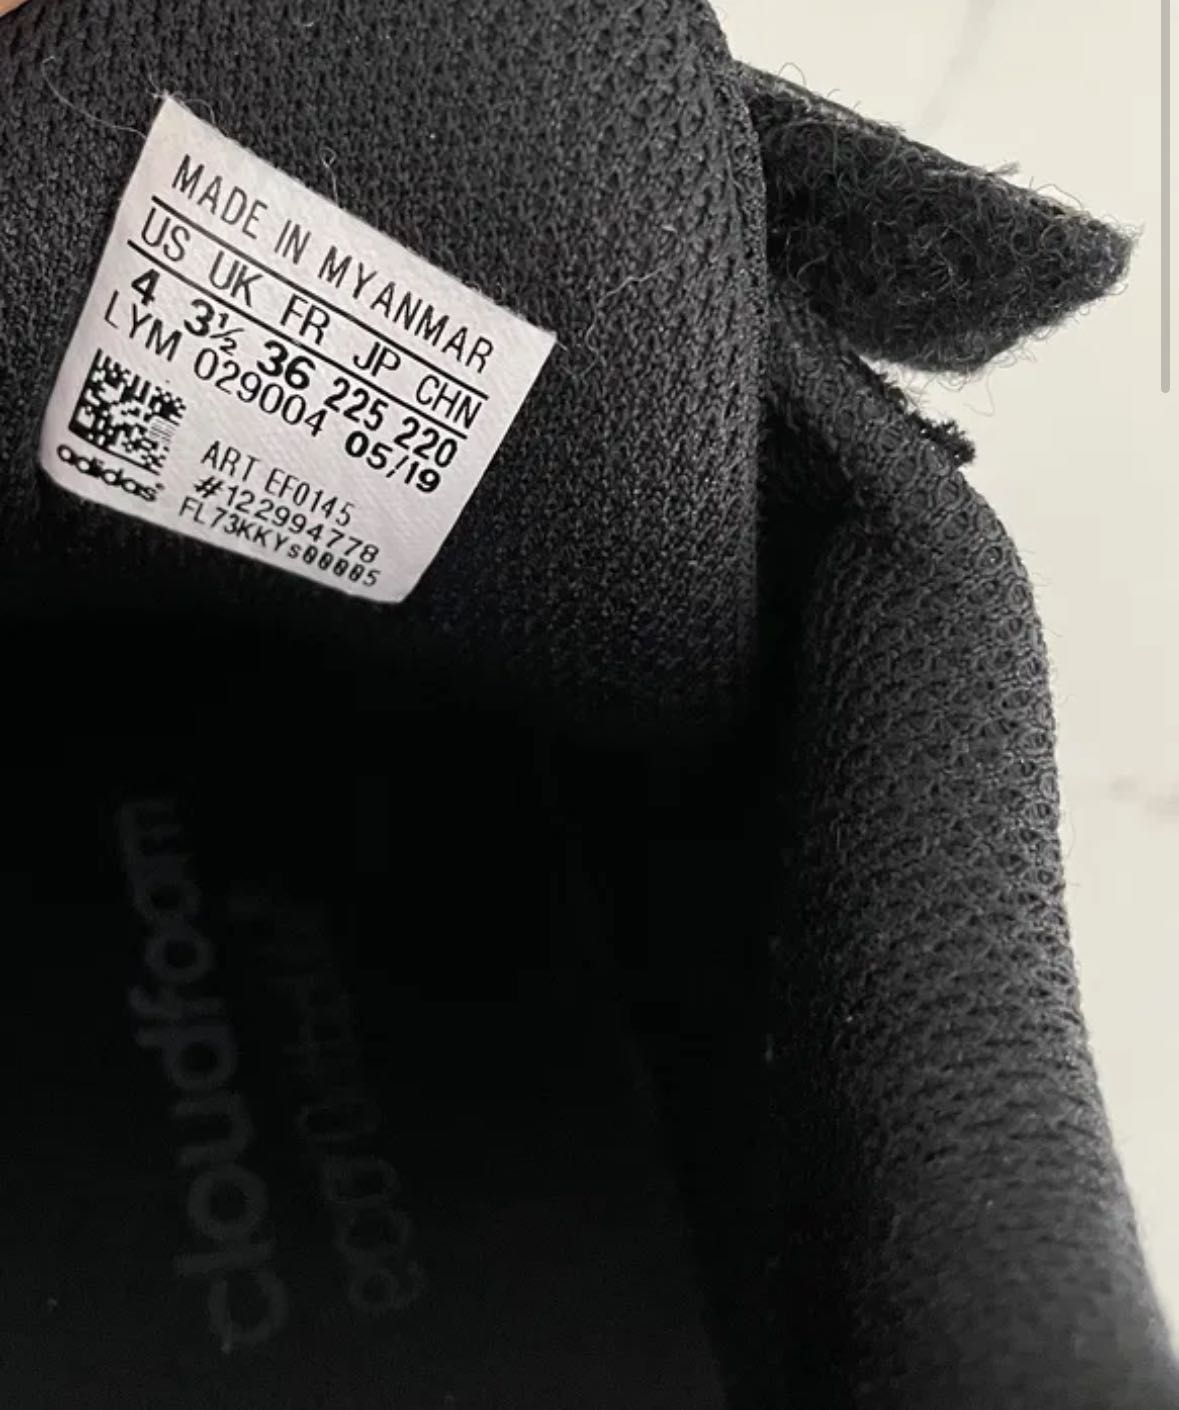 MADE IN MYANMAR
US UK FR JP CHN
4 3½ 36 225 220
LYM 029004 05/19
ART EF0145
#122994778
FL73KKYs00005
adidas
cloudfoam